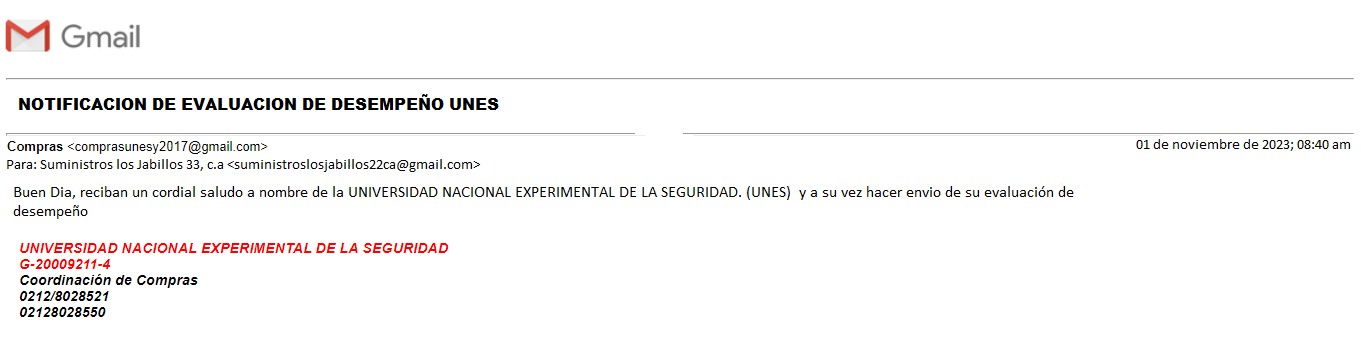 Gmail
NOTIFICACION DE EVALUACION DE DESEMPEÑO UNES
Compras <comprasunesy2017@gmail.com>
01 de noviembre de 2023; 08:40 am
Para: Suministros los Jabillos 33, c.a <suministroslosjabillos22ca@gmail.com>
Buen Dia, reciban un cordial saludo a nombre de la UNIVERSIDAD NACIONAL EXPERIMENTAL DE LA SEGURIDAD. (UNES) y a su vez hacer envio de su evaluación de
desempeño
UNIVERSIDAD NACIONAL EXPERIMENTAL DE LA SEGURIDAD
G-20009211-4
Coordinación de Compras
0212/8028521
02128028550